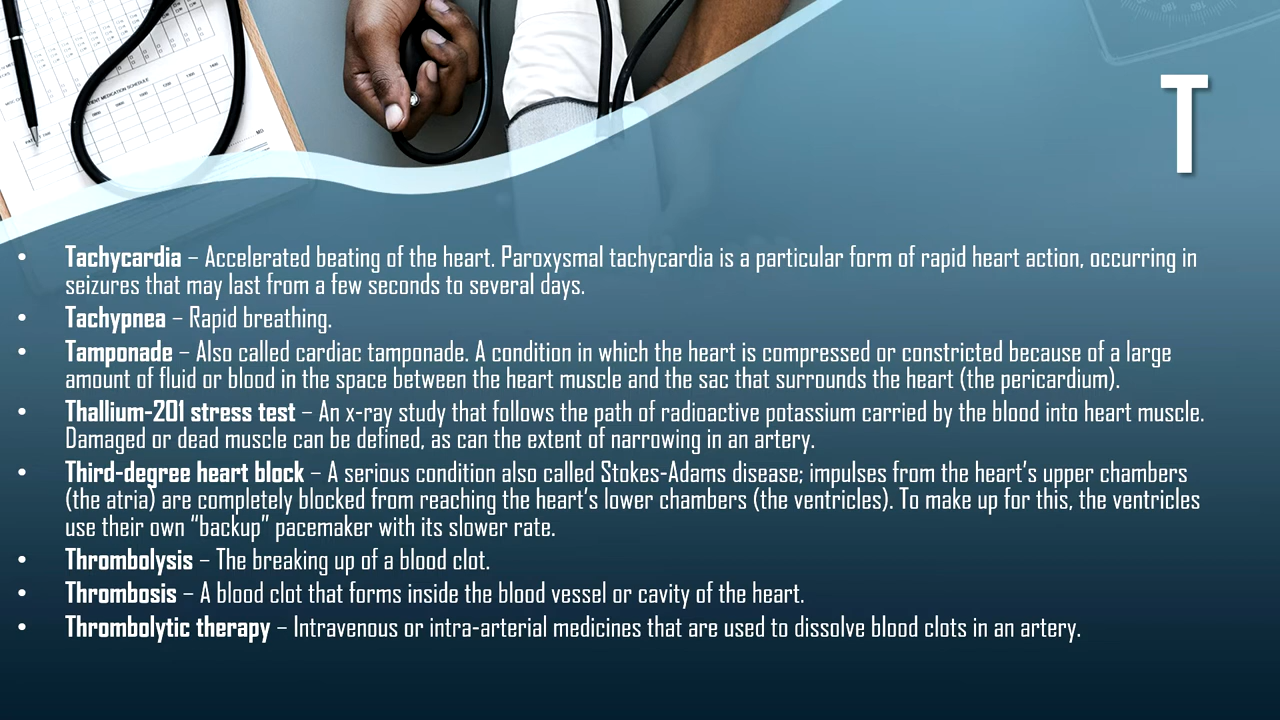 T
• Tachycardia – Accelerated beating of the heart. Paroxysmal tachycardia is a particular form of rapid heart action, occurring in
seizures that may last from a few seconds to several days.
• Tachypnea – Rapid breathing.
• Tamponade – Also called cardiac tamponade. A condition in which the heart is compressed or constricted because of a large
amount of fluid or blood in the space between the heart muscle and the sac that surrounds the heart (the pericardium).
• Thallium-201 stress test – An x-ray study that follows the path of radioactive potassium carried by the blood into heart muscle.
Damaged or dead muscle can be defined, as can the extent of narrowing in an artery.
• Third-degree heart block – A serious condition also called Stokes-Adams disease; impulses from the heart’s upper chambers
(the atria) are completely blocked from reaching the heart’s lower chambers (the ventricles). To make up for this, the ventricles
use their own “backup” pacemaker with its slower rate.
• Thrombolysis – The breaking up of a blood clot.
• Thrombosis – A blood clot that forms inside the blood vessel or cavity of the heart.
• Thrombolytic therapy – Intravenous or intra-arterial medicines that are used to dissolve blood clots in an artery.